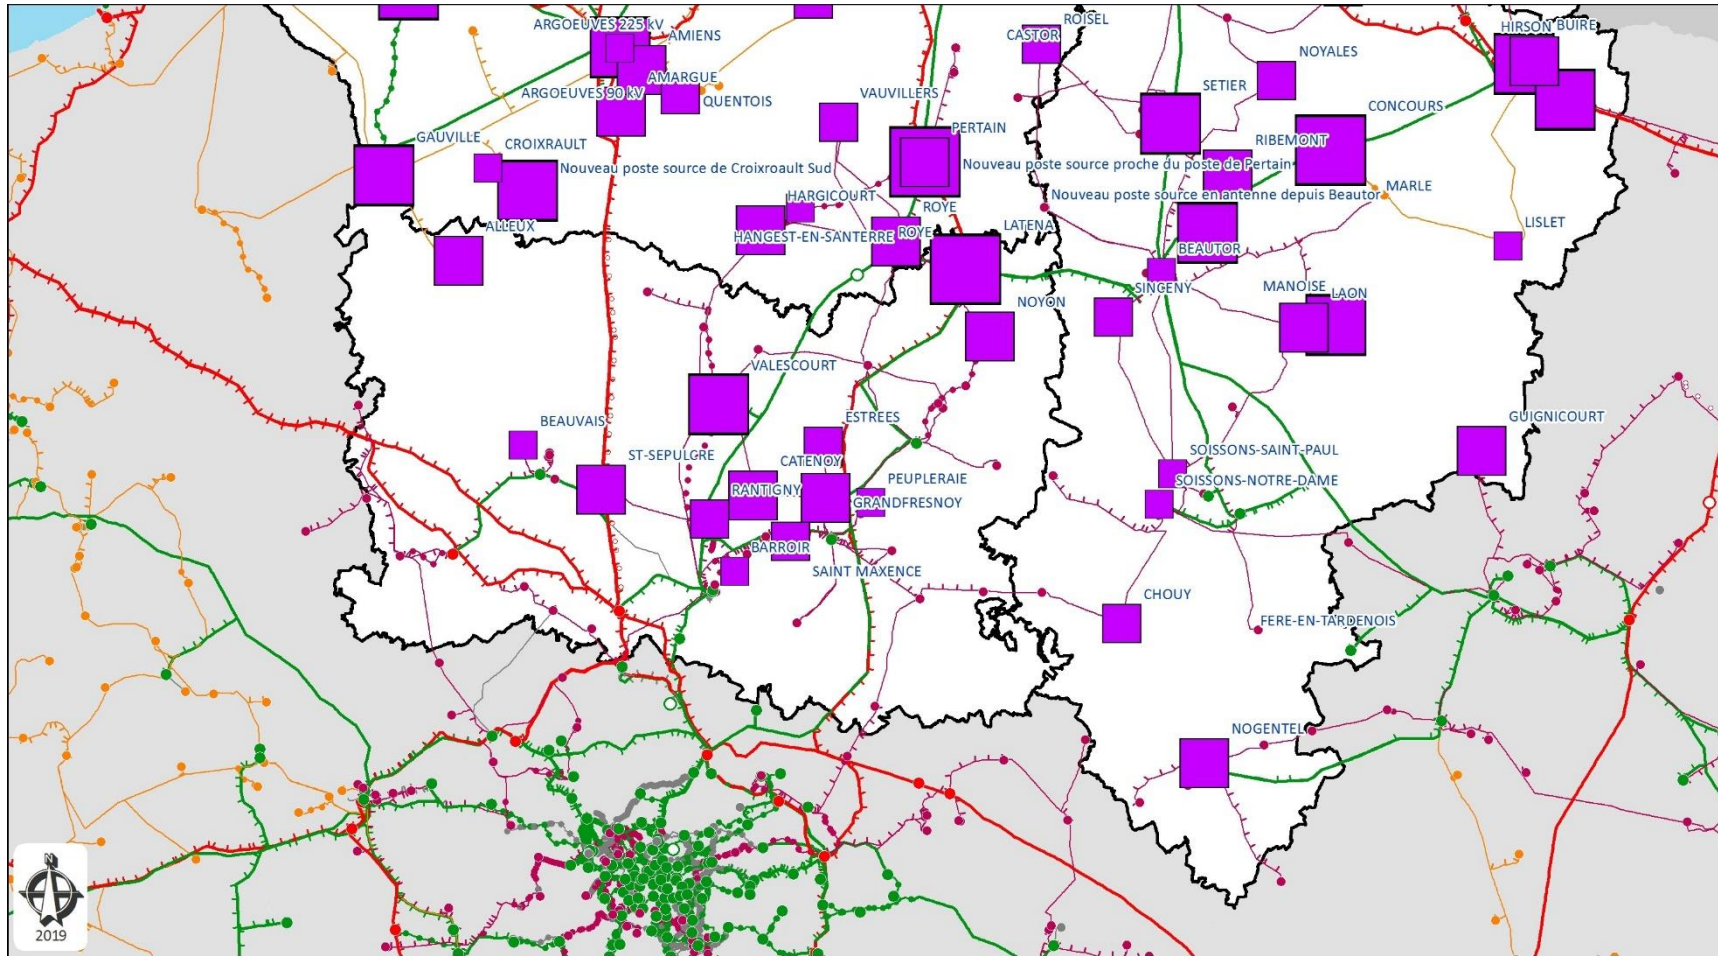 ROISEL
ARGOEUVES 225 kV
AMIENS
CASTOR
HIRSON
BUIRE
NOYALES
AMARGUE
SETIER
ARGOEUVES 90 kV
QUENTOIS
VAUVILLERS
CONCOURS
GAUVILLE
CROIXRAULT
PERTAIN
RIBEMONT
Nouveau poste source de Croixroault Sud
Nouveau poste source proche du poste de Pertain
MARLE
Nouveau poste source en antenne depuis Beautor
HARGICOURT
ROYE
ALLEUX
HANGEST-EN-SANTERRE
ROYE
LATENA
LISLET
BEAUTOR
SINCENY
MANOISE
LAON
NOYON
VALESCOURT
BEAUVAIS
ESTREES
GUIGNICOURT
ST-SEPULCRE
CATENOY
SOISSONS-SAINT-PAUL
PEUPLERAIE
SOISSONS-NOTRE-DAME
RANTIGNY
GRANDFRESNOY
BARROIR
SAINT MAXENCE
CHOUY
FERE-EN-TARDENOIS
NOGENTEL
N
2019